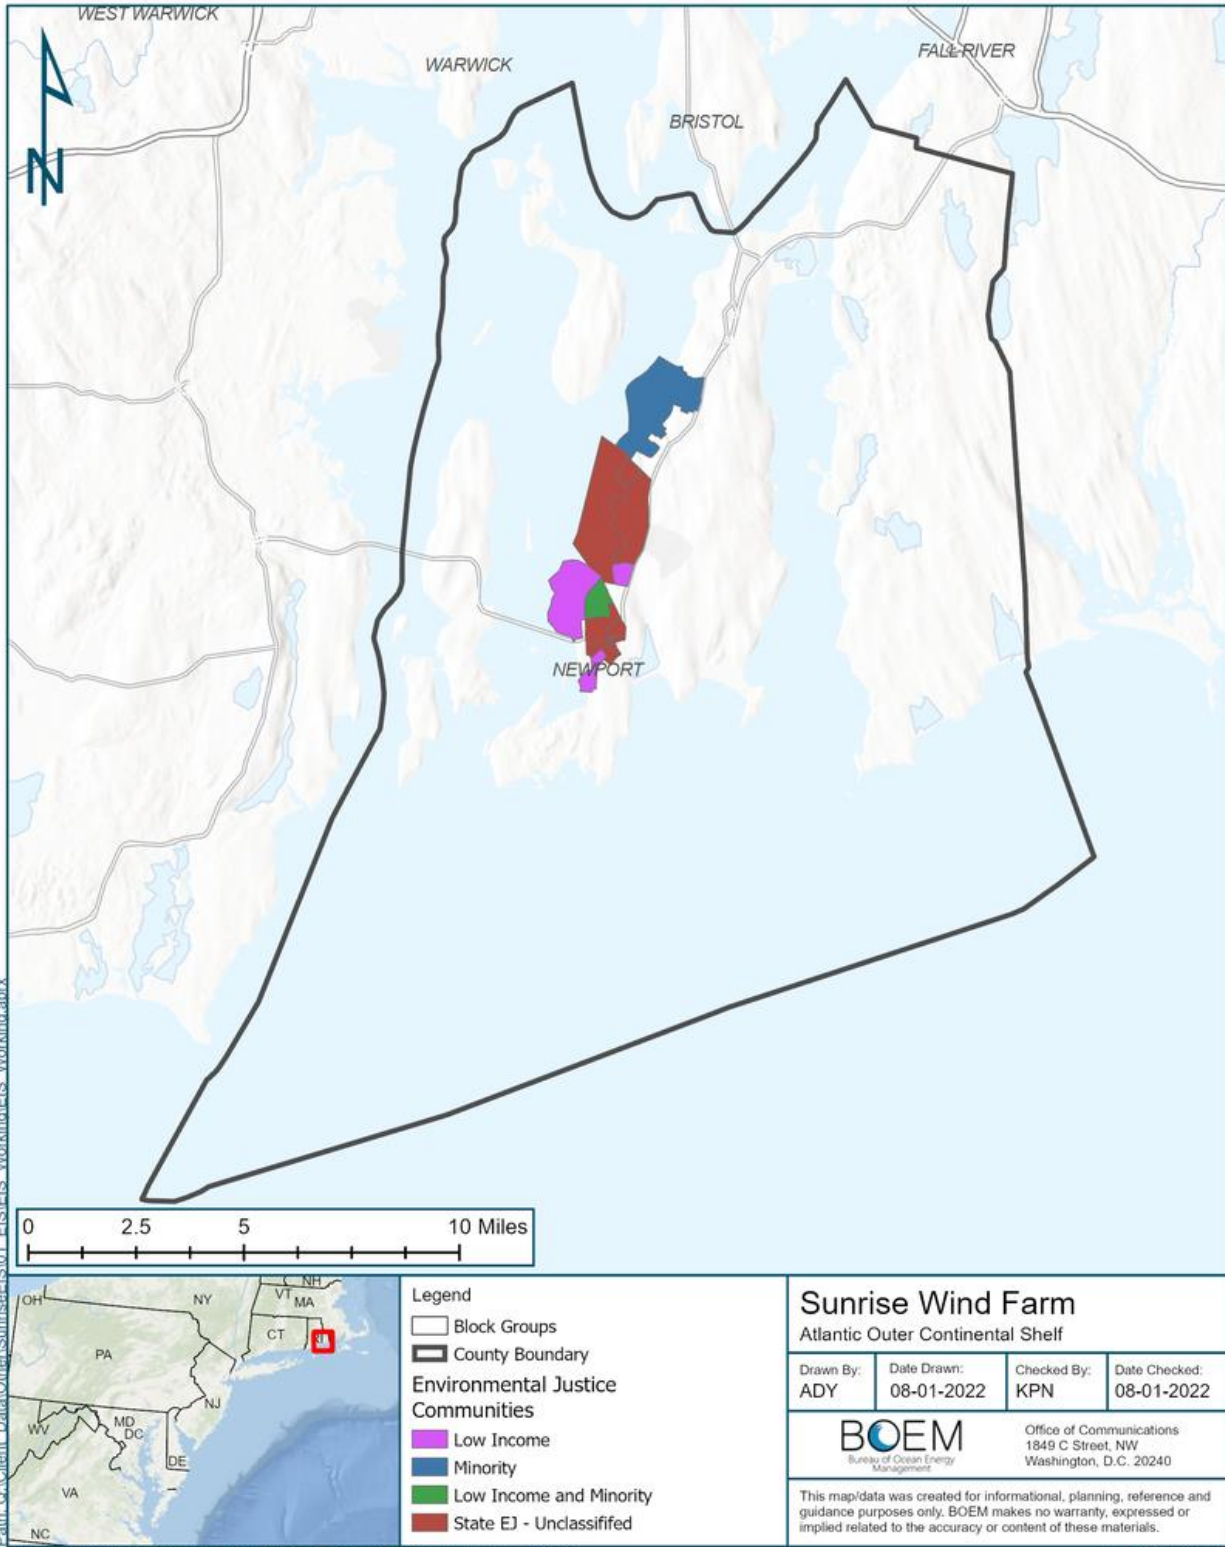 WEST WARWICK
WARWICK
FALL RIVER
BRISTOL
N
NEWPORT
0 2.5 5 10 Miles
OH
NY
VT
NH
MA
CT
RI
PA
NJ
MD
DC
WV
DE
VA
NC
Legend
Block Groups
County Boundary
Environmental Justice
Communities
Low Income
Minority
Low Income and Minority
State EJ - Unclassififed
Sunrise Wind Farm
Atlantic Outer Continental Shelf
Drawn By:
ADY
Date Drawn:
08-01-2022
Checked By:
KPN
Date Checked:
08-01-2022
BOEM
Bureau of Ocean Energy
Management
Office of Communications
1849 C Street, NW
Washington, D.C. 20240
This map/data was created for informational, planning, reference and
guidance purposes only. BOEM makes no warranty, expressed or
implied related to the accuracy or content of these materials.